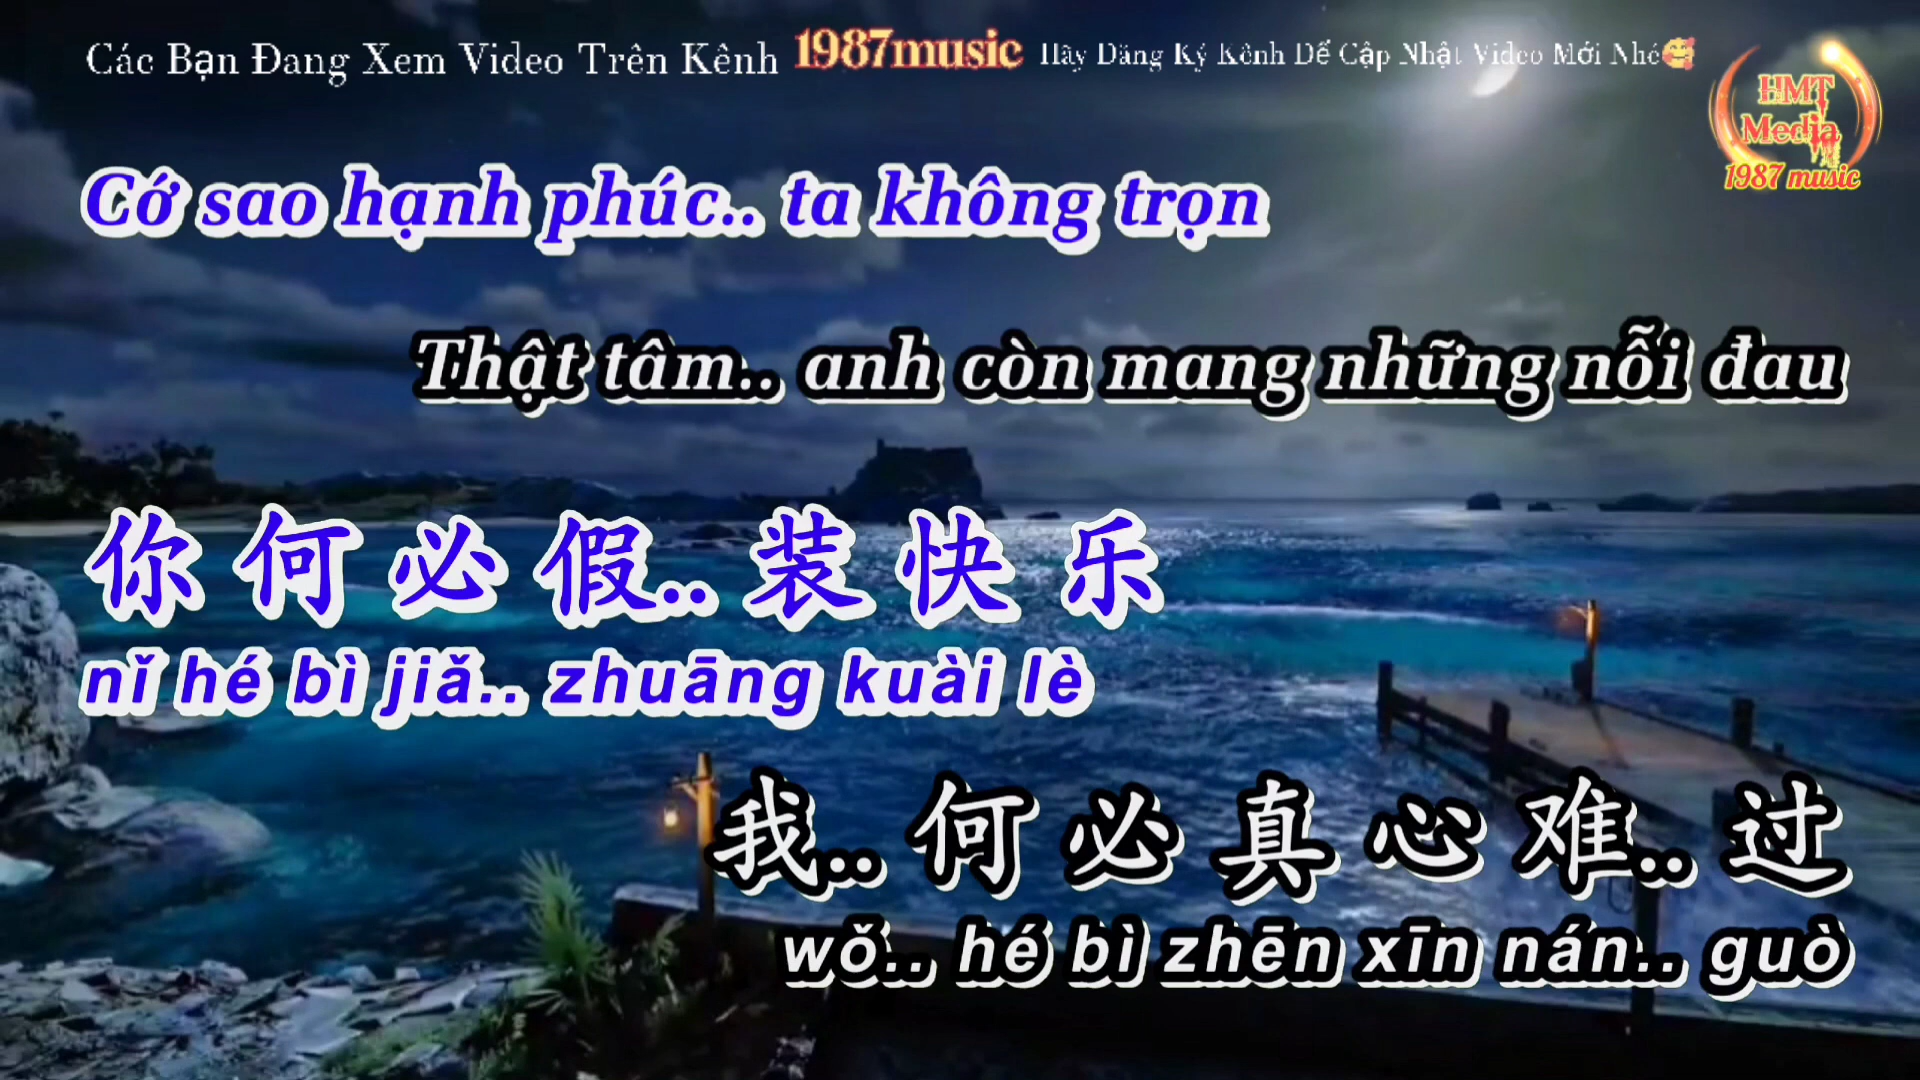 Các Bạn Đang Xem Video Trên Kênh 1987music Hãy Đăng Ký Kênh Để Cập Nhật Video Mới Nhé🥰
HMT
Media
1987 music
Cớ sao hạnh phúc.. ta không trọn
Thật tâm.. anh còn mang những nỗi đau
你何必假..装快乐
nǐ hé bì jiǎ.. zhuāng kuài lè
我..何必真心难..过
wǒ.. hé bì zhēn xīn nán.. guò